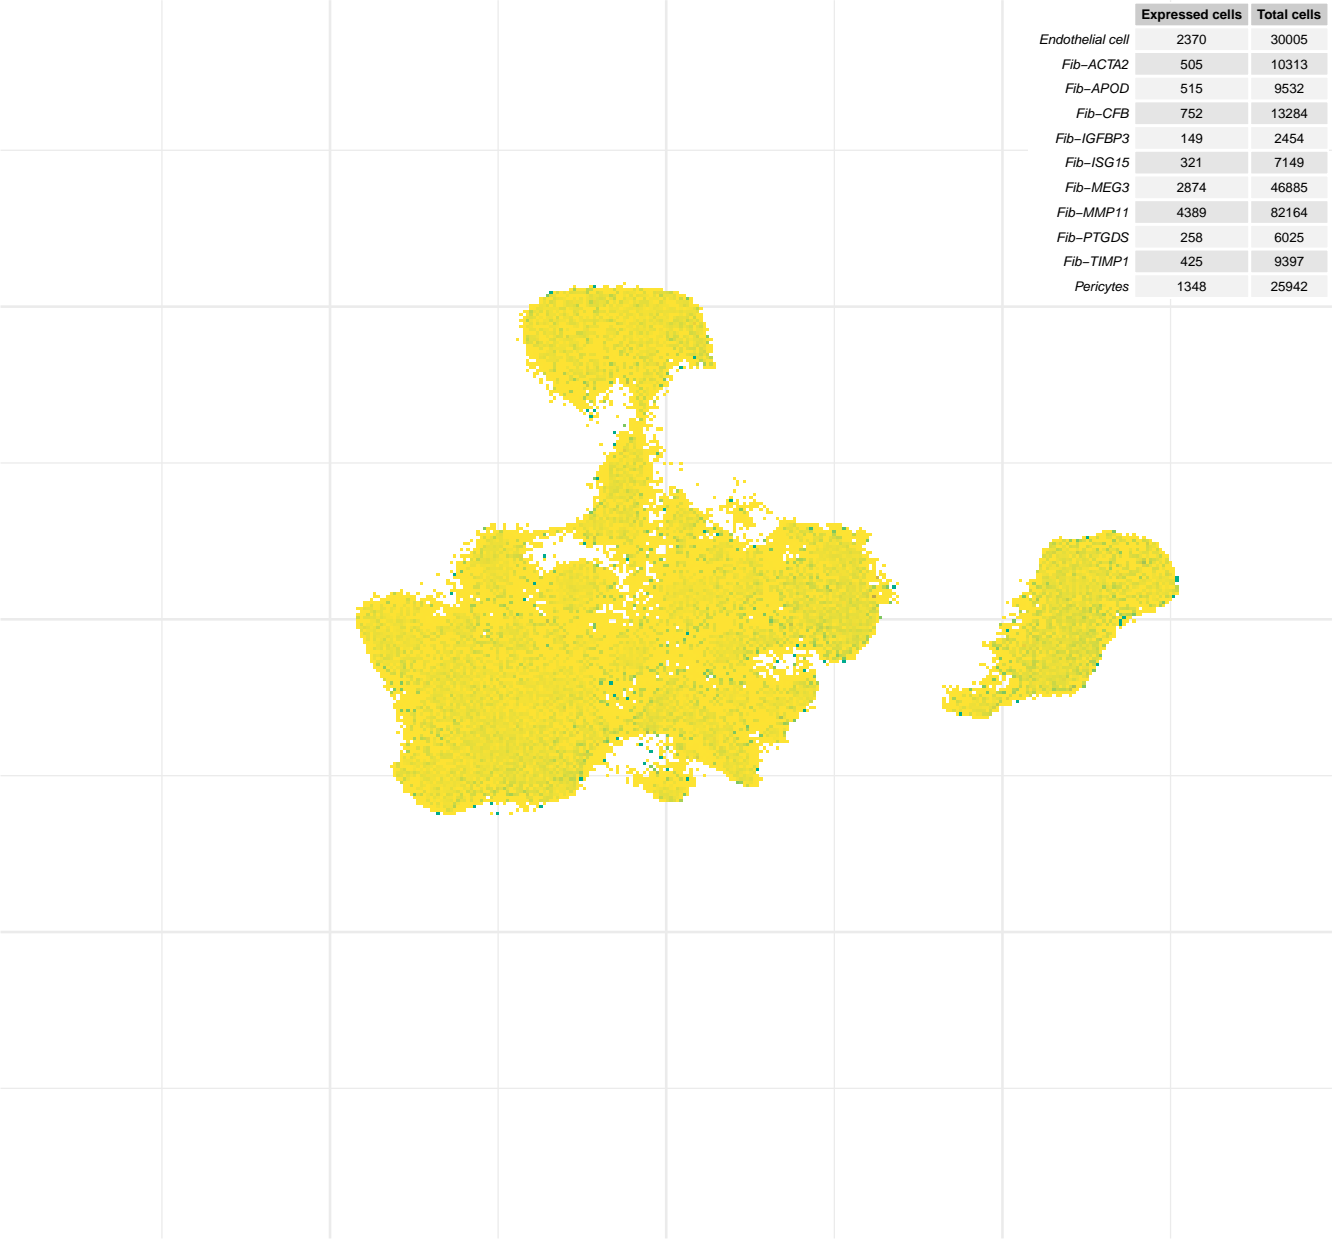 Expressed cells Total cells
Endothelial cell 2370 30005
Fib−ACTA2 505 10313
Fib−APOD 515 9532
Fib−CFB 752 13284
Fib−IGFBP3 149 2454
Fib−ISG15 321 7149
Fib−MEG3 2874 46885
Fib−MMP11 4389 82164
Fib−PTGDS 258 6025
Fib−TIMP1 425 9397
Pericytes 1348 25942